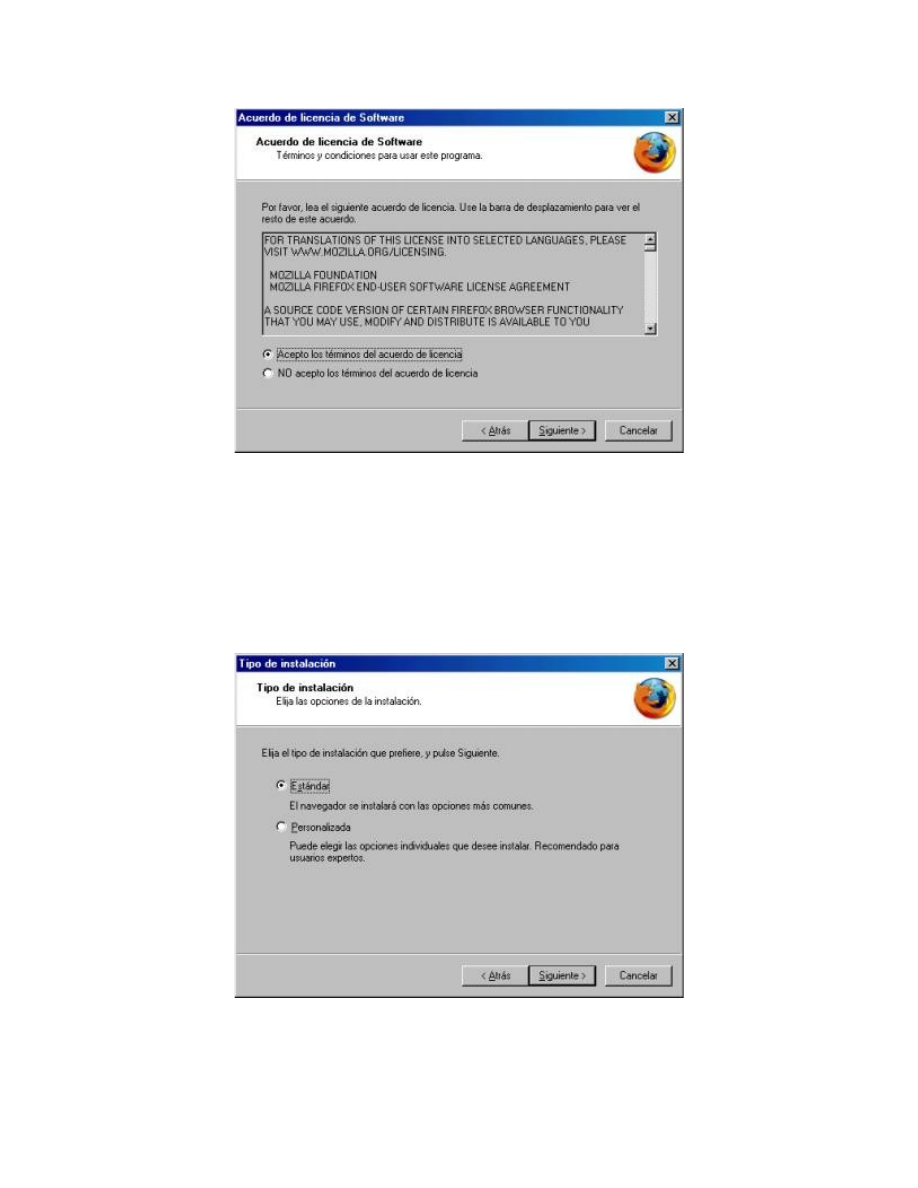 Acuerdo de licencia de Software
Acuerdo de licencia de Software
Términos y condiciones para usar este programa.
Por favor, lea el siguiente acuerdo de licencia. Use la barra de desplazamiento para ver el
resto de este acuerdo.
FOR TRANSLATIONS OF THIS LICENSE INTO SELECTED LANGUAGES, PLEASE
VISIT WWW.MOZILLA.ORG/LICENSING.
MOZILLA FOUNDATION
MOZILLA FIREFOX END-USER SOFTWARE LICENSE AGREEMENT
A SOURCE CODE VERSION OF CERTAIN FIREFOX BROWSER FUNCTIONALITY
THAT YOU MAY USE, MODIFY AND DISTRIBUTE IS AVAILABLE TO YOU
Acepto los términos del acuerdo de licencia
NO acepto los términos del acuerdo de licencia
< Atrás Siguiente > Cancelar
Tipo de instalación
Tipo de instalación
Elija las opciones de la instalación.
Elija el tipo de instalación que prefiere, y pulse Siguiente.
Estándar
El navegador se instalará con las opciones más comunes.
Personalizada
Puede elegir las opciones individuales que desee instalar. Recomendado para
usuarios expertos.
< Atrás Siguiente > Cancelar